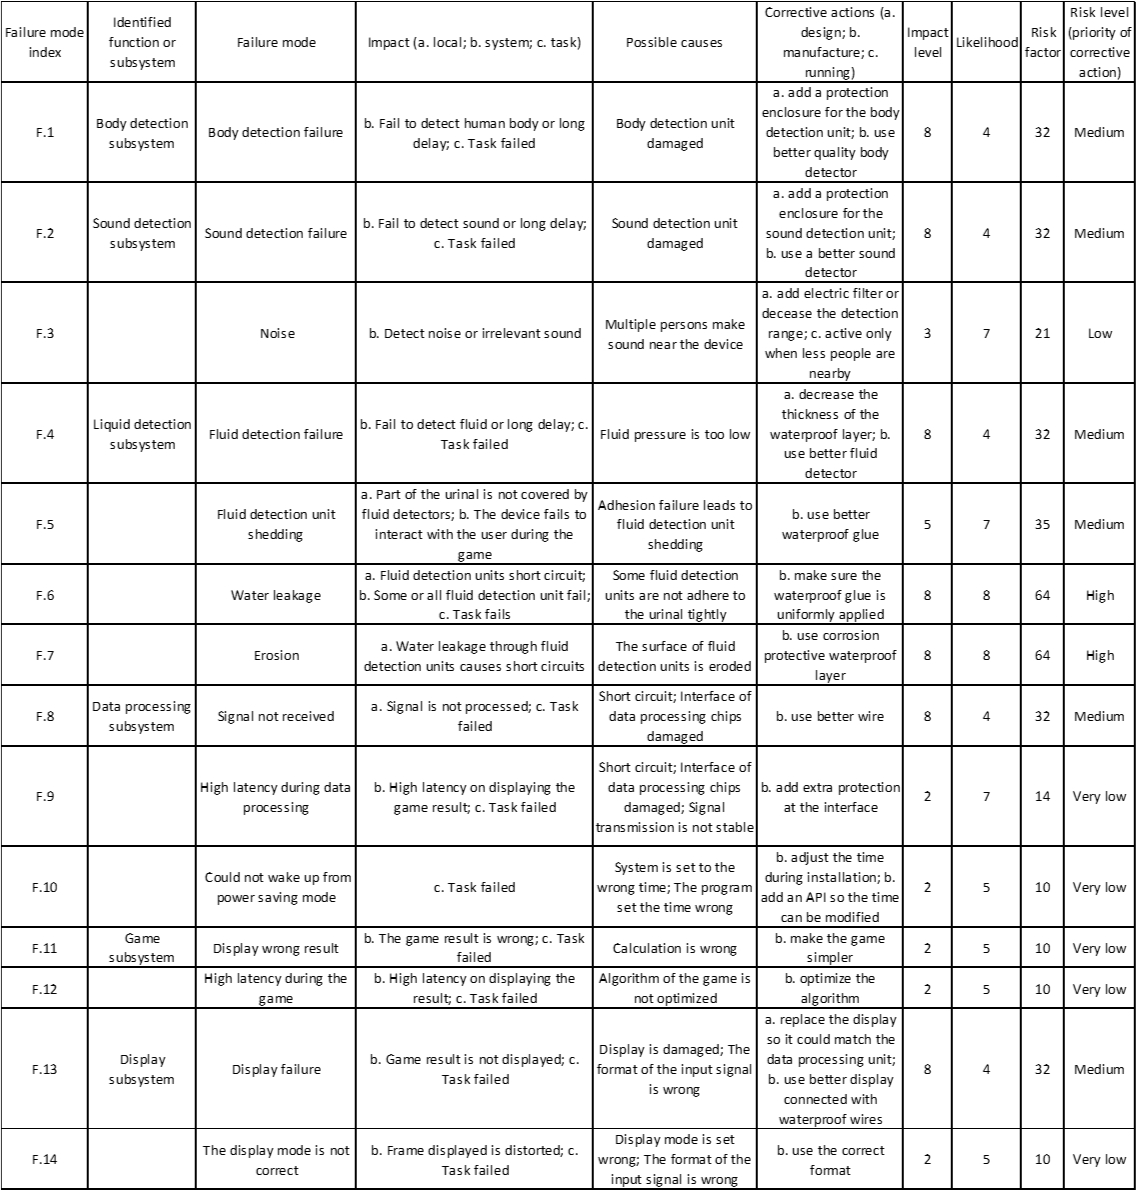 Failure mode index
Identified function or subsystem
Failure mode
Impact (a. local; b. system; c. task)
Possible causes
Corrective actions (a. design; b. manufacture; c. running)
Impact level
Likelihood
Risk factor
Risk level (priority of corrective action)
F.1
Body detection subsystem
Body detection failure
b. Fail to detect human body or long delay; c. Task failed
Body detection unit damaged
a. add a protection enclosure for the body detection unit; b. use better quality body detector
8
4
32
Medium
F.2
Sound detection subsystem
Sound detection failure
b. Fail to detect sound or long delay; c. Task failed
Sound detection unit damaged
a. add a protection enclosure for the sound detection unit; b. use a better sound detector
8
4
32
Medium
F.3
Noise
b. Detect noise or irrelevant sound
Multiple persons make sound near the device
a. add electric filter or decease the detection range; c. active only when less people are nearby
3
7
21
Low
F.4
Liquid detection subsystem
Fluid detection failure
b. Fail to detect fluid or long delay; c. Task failed
Fluid pressure is too low
a. decrease the thickness of the waterproof layer; b. use better fluid detector
8
4
32
Medium
F.5
Fluid detection unit shedding
a. Part of the urinal is not covered by fluid detectors; b. The device fails to interact with the user during the game
Adhesion failure leads to fluid detection unit shedding
b. use better waterproof glue
5
7
35
Medium
F.6
Water leakage
a. Fluid detection units short circuit; b. Some or all fluid detection unit fail; c. Task fails
Some fluid detection units are not adhere to the urinal tightly
b. make sure the waterproof glue is uniformly applied
8
8
64
High
F.7
Erosion
a. Water leakage through fluid detection units causes short circuits
The surface of fluid detection units is eroded
b. use corrosion protective waterproof layer
8
8
64
High
F.8
Data processing subsystem
Signal not received
a. Signal is not processed; c. Task failed
Short circuit; Interface of data processing chips damaged
b. use better wire
8
4
32
Medium
F.9
High latency during data processing
b. High latency on displaying the game result; c. Task failed
Short circuit; Interface of data processing chips damaged; Signal transmission is not stable
b. add extra protection at the interface
2
7
14
Very low
F.10
Could not wake up from power saving mode
c. Task failed
System is set to the wrong time; The program set the time wrong
b. adjust the time during installation; b. add an API so the time can be modified
2
5
10
Very low
F.11
Game subsystem
Display wrong result
b. The game result is wrong; c. Task failed
Calculation is wrong
b. make the game simpler
2
5
10
Very low
F.12
High latency during the game
b. High latency on displaying the result; c. Task failed
Algorithm of the game is not optimized
b. optimize the algorithm
2
5
10
Very low
F.13
Display subsystem
Display failure
b. Game result is not displayed; c. Task failed
Display is damaged; The format of the input signal is wrong
a. replace the display so it could match the data processing unit; b. use better display connected with waterproof wires
8
4
32
Medium
F.14
The display mode is not correct
b. Frame displayed is distorted; c. Task failed
Display mode is set wrong; The format of the input signal is wrong
b. use the correct format
2
5
10
Very low